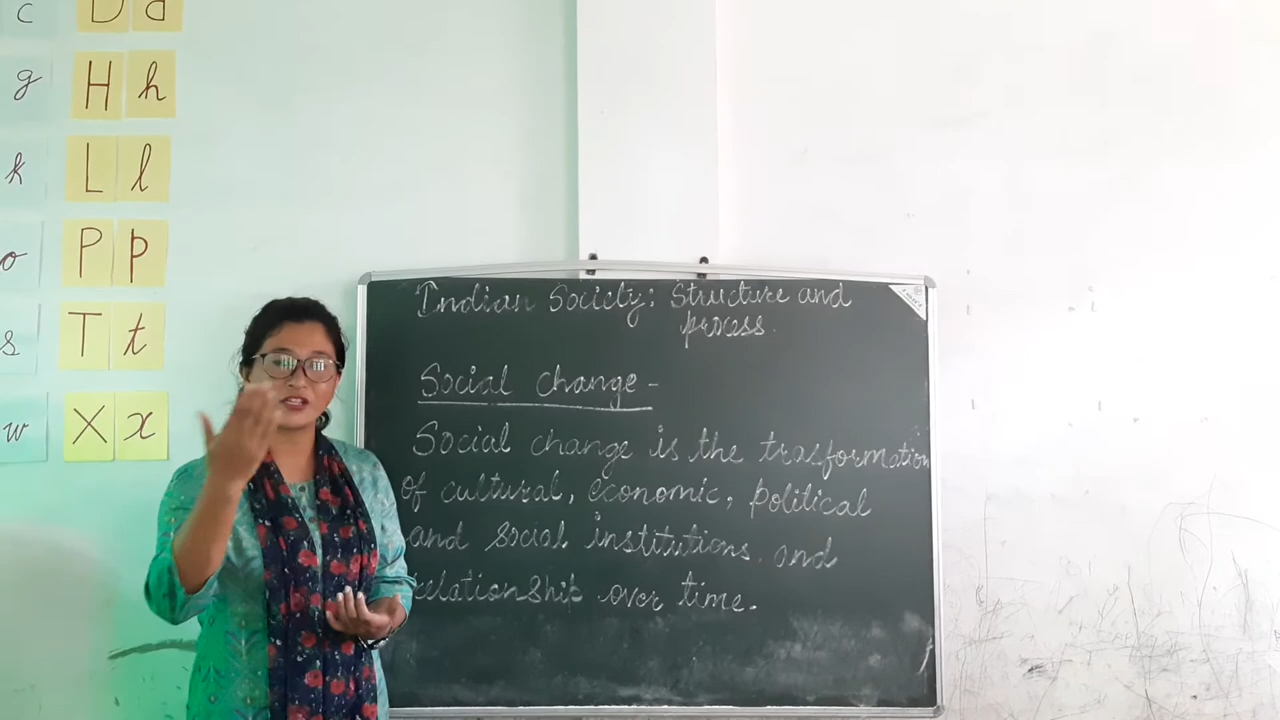 c D d
g H h
k L l
o P p
s T t
w X x
Indian Society: Structure and
process.
Social change -
Social change is the trasformation
of cultural, economic, political
and social institutions and
relationship over time.